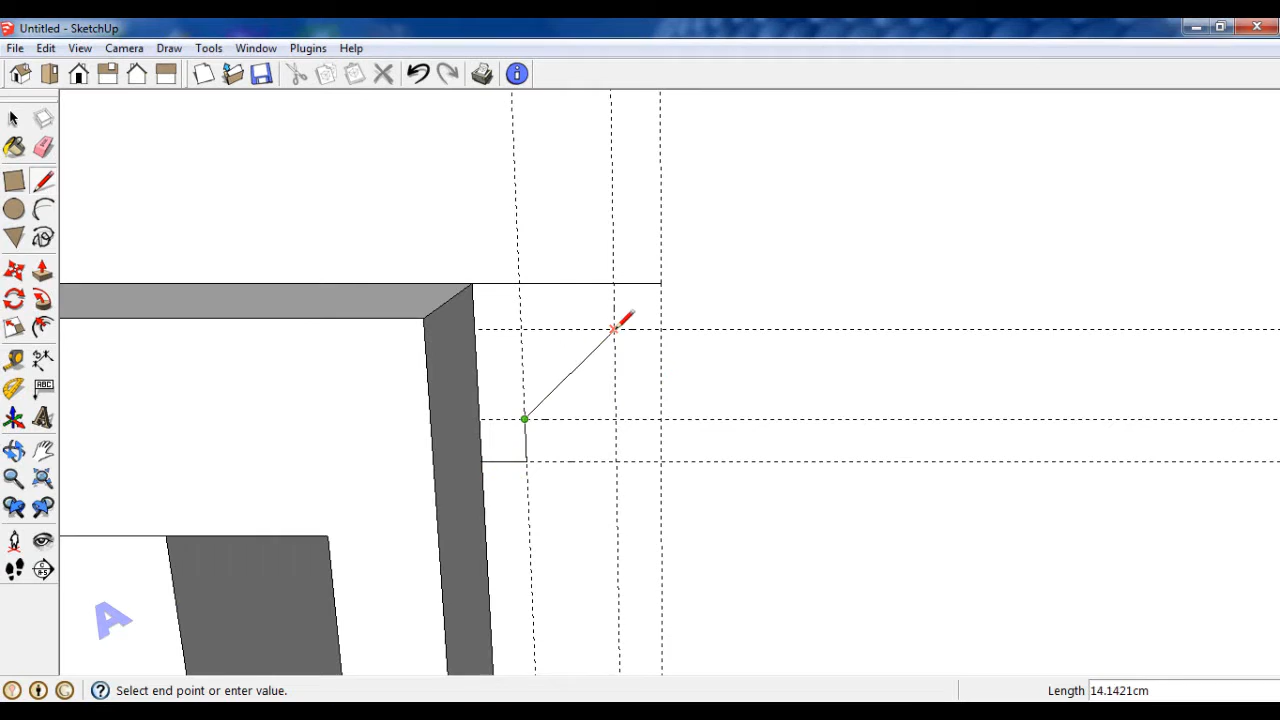 Untitled - SketchUp
File Edit View Camera Draw Tools Window Plugins Help
ABC
A
Select end point or enter value.
Length 14.1421cm